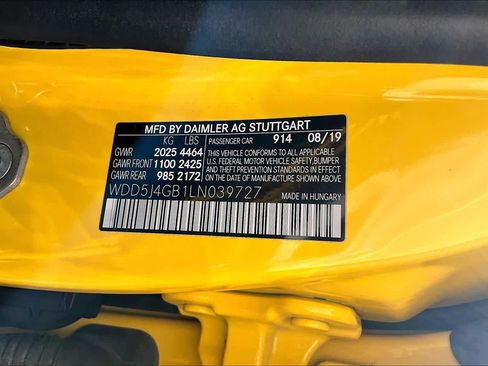 MFD BY DAIMLER AG STUTTGART
KG LBS PASSENGER CAR 914 08/19
GWR 2025 4464
GAWR FRONT 1100 2425
GAWR REAR 985 2172
THIS VEHICLE CONFORMS TO ALL APPLICABLE
U.S. FEDERAL MOTOR VEHICLE SAFETY, BUMPER
AND THEFT PREVENTION STANDARDS IN EFFECT
ON THE DATE OF MANUFACTURE SHOWN ABOVE.
WDD5J4GB1LN039727
MADE IN HUNGARY